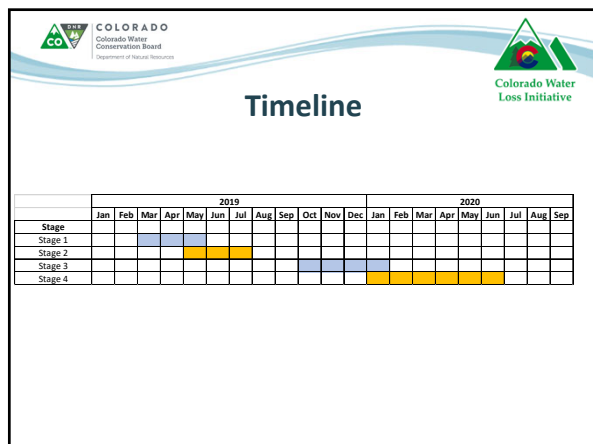 CO
DNR
COLORADO
Colorado Water
Conservation Board
Department of Natural Resources
Colorado Water
Loss Initiative
Timeline
2019 2020
Jan Feb Mar Apr May Jun Jul Aug Sep Oct Nov Dec Jan Feb Mar Apr May Jun Jul Aug Sep
Stage
Stage 1
Stage 2
Stage 3
Stage 4